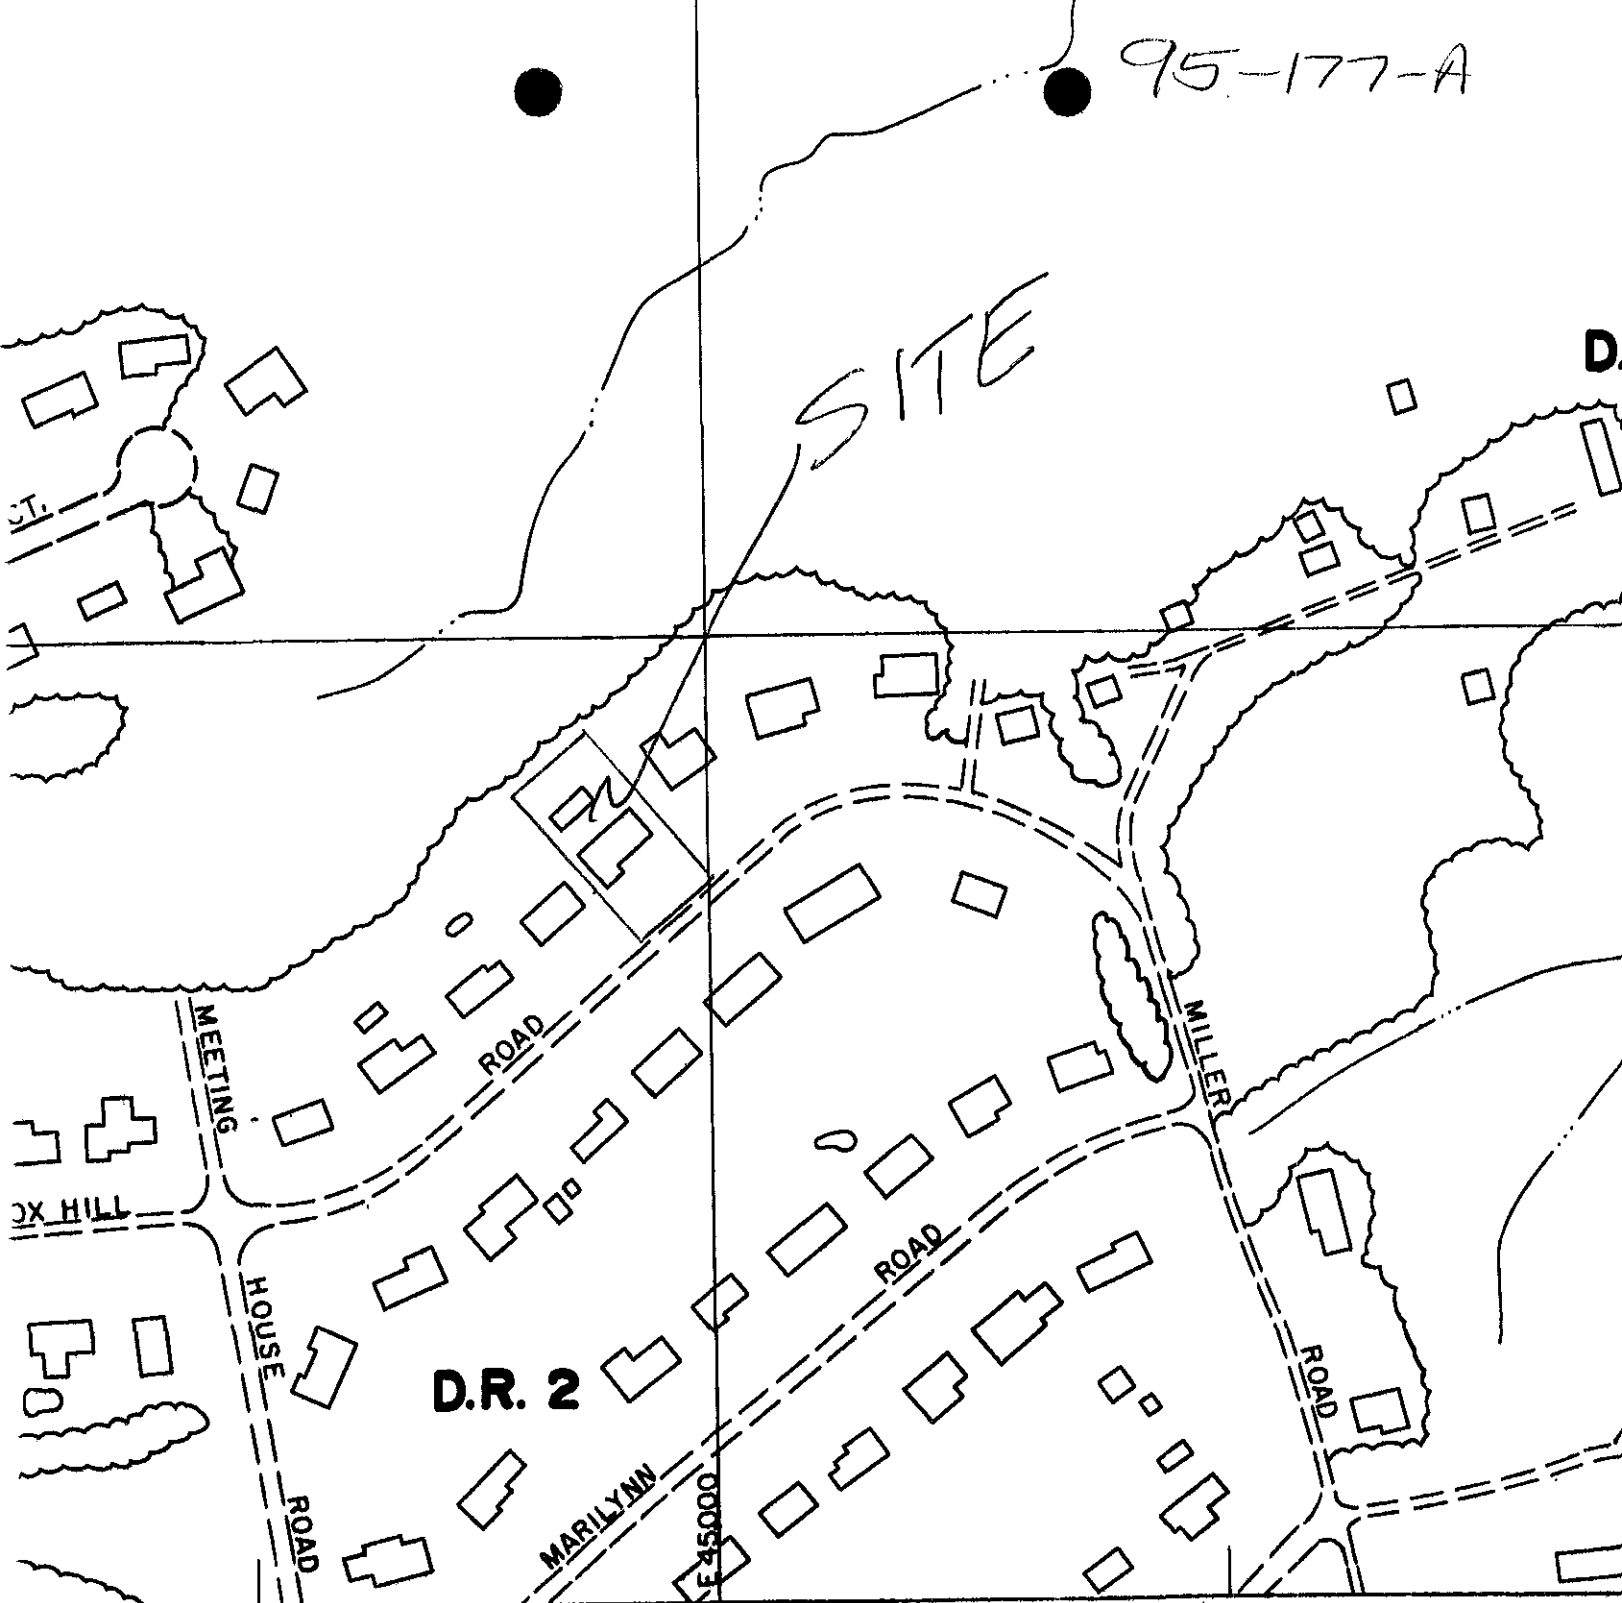 95-177-A
SITE
D.
CT.
MEETING
ROAD
MILLER
OX HILL
ROAD
HOUSE
D.R. 2
ROAD
MARILYNN
E 45000
ROAD